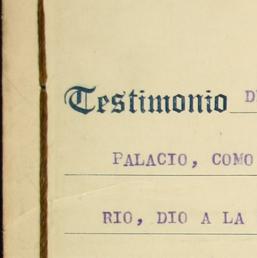 Testimonio D
PALACIO, COMO
RIO, DIO A LA